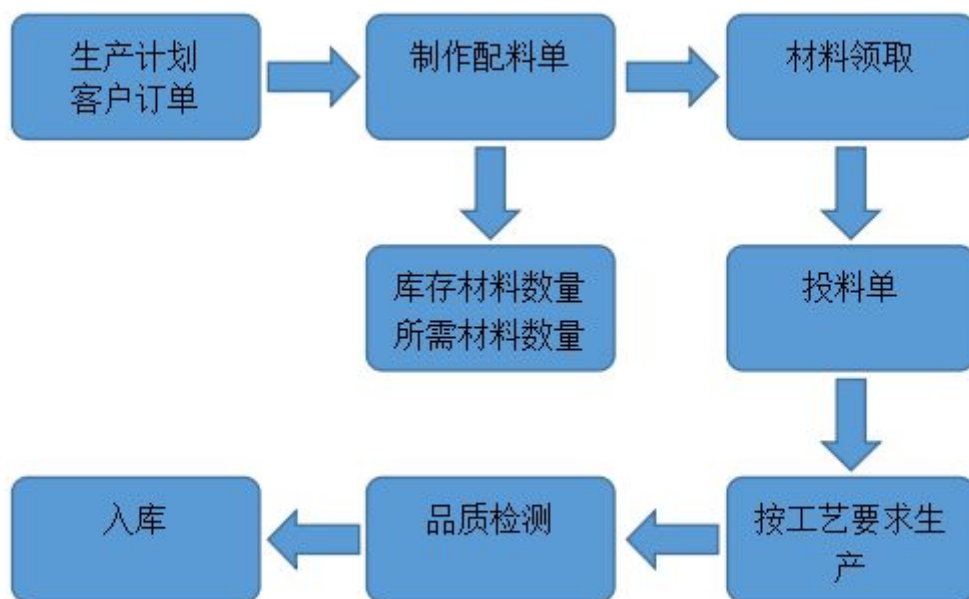 生产计划
客户订单
制作配料单
材料领取
库存材料数量
所需材料数量
投料单
入库
品质检测
按工艺要求生
产